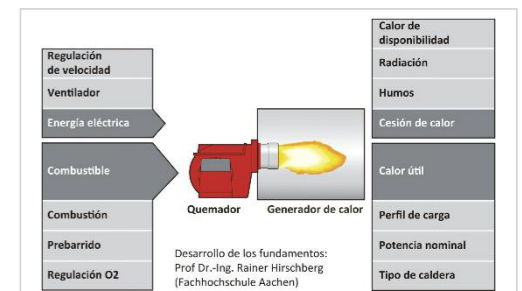 Regulación
de velocidad
Ventilador
Energía eléctrica
Combustible
Combustión
Prebarrido
Regulación O2
Quemador
Generador de calor
Desarrollo de los fundamentos:
Prof Dr.-Ing. Rainer Hirschberg
(Fachhochschule Aachen)
Calor de
disponibilidad
Radiación
Humos
Cesión de calor
Calor útil
Perfil de carga
Potencia nominal
Tipo de caldera